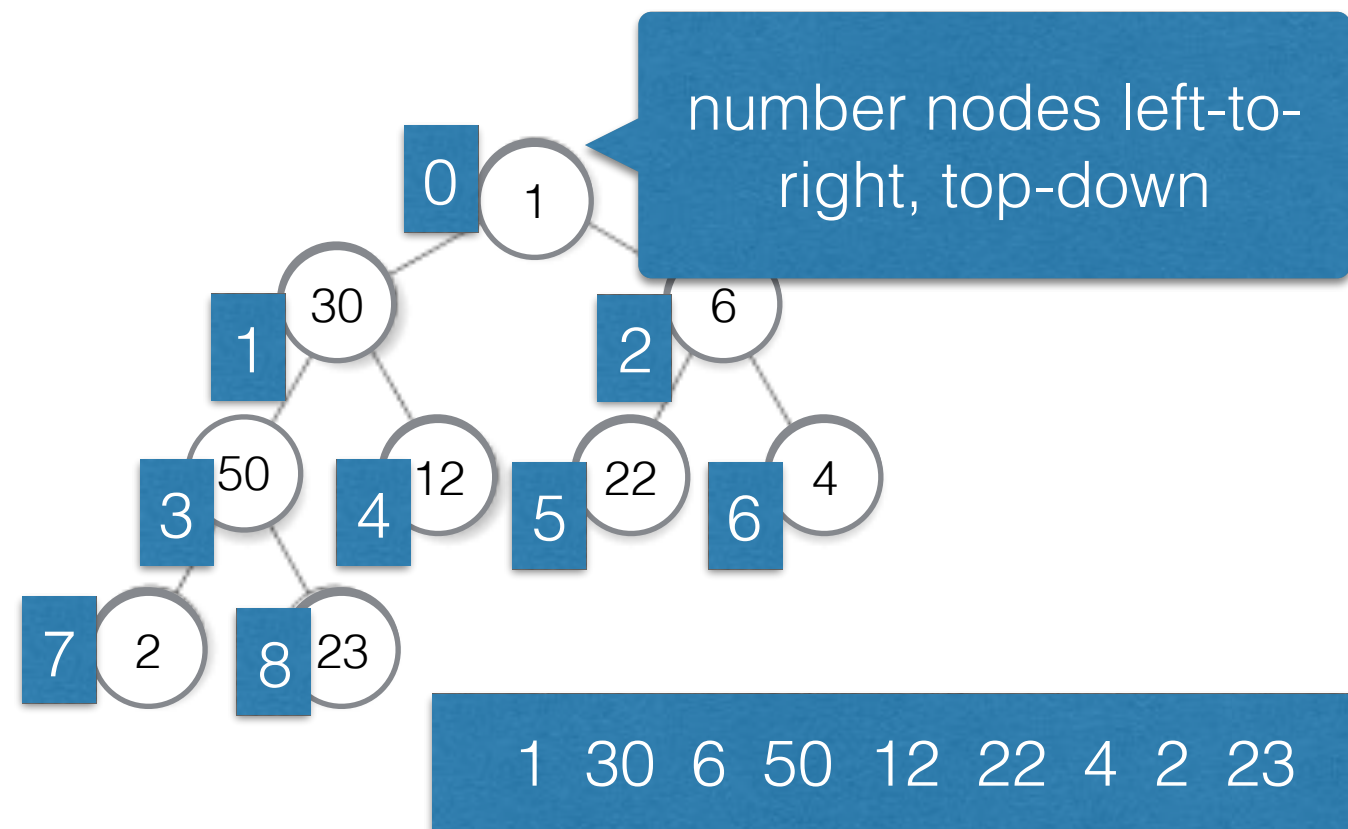 number nodes left-to-
right, top-down
0 1
30 6
1 2
50 12 22 4
3 4 5 6
7 2 8 23
1 30 6 50 12 22 4 2 23